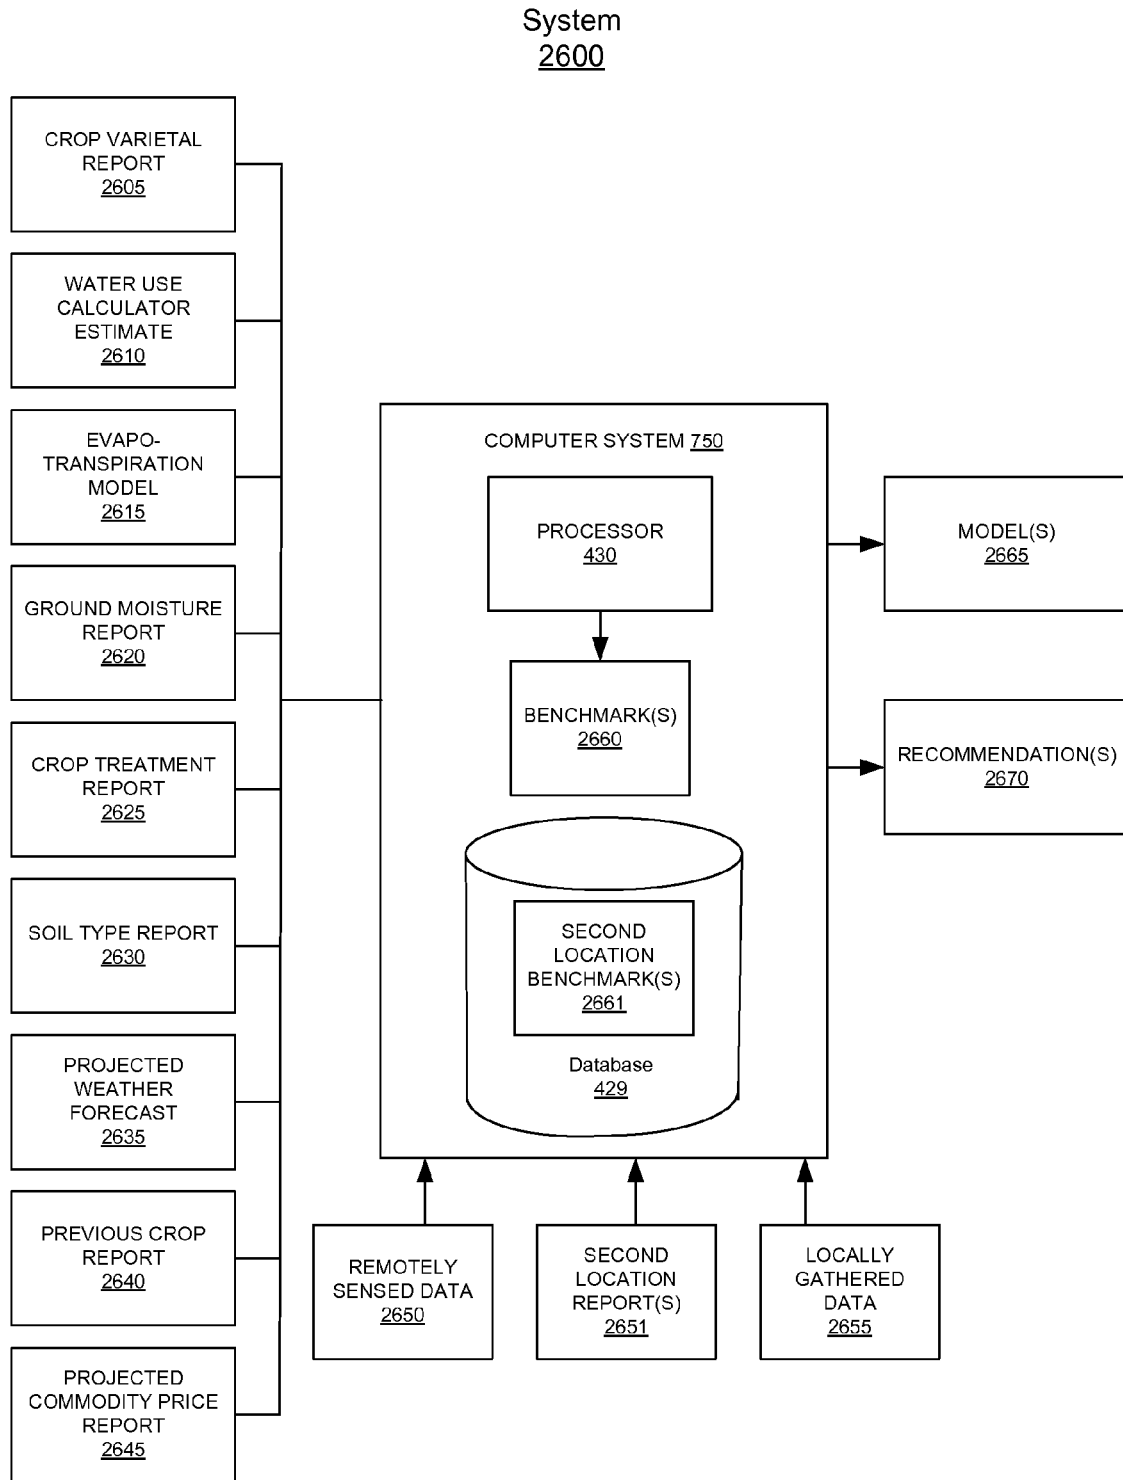 System
2600
CROP VARIETAL
REPORT
2605
WATER USE
CALCULATOR
ESTIMATE
2610
EVAPO-
TRANSPIRATION
MODEL
2615
GROUND MOISTURE
REPORT
2620
CROP TREATMENT
REPORT
2625
SOIL TYPE REPORT
2630
PROJECTED
WEATHER
FORECAST
2635
PREVIOUS CROP
REPORT
2640
PROJECTED
COMMODITY PRICE
REPORT
2645
COMPUTER SYSTEM 750
PROCESSOR
430
BENCHMARK(S)
2660
SECOND
LOCATION
BENCHMARK(S)
2661
Database
429
MODEL(S)
2665
RECOMMENDATION(S)
2670
REMOTELY
SENSED DATA
2650
SECOND
LOCATION
REPORT(S)
2651
LOCALLY
GATHERED
DATA
2655